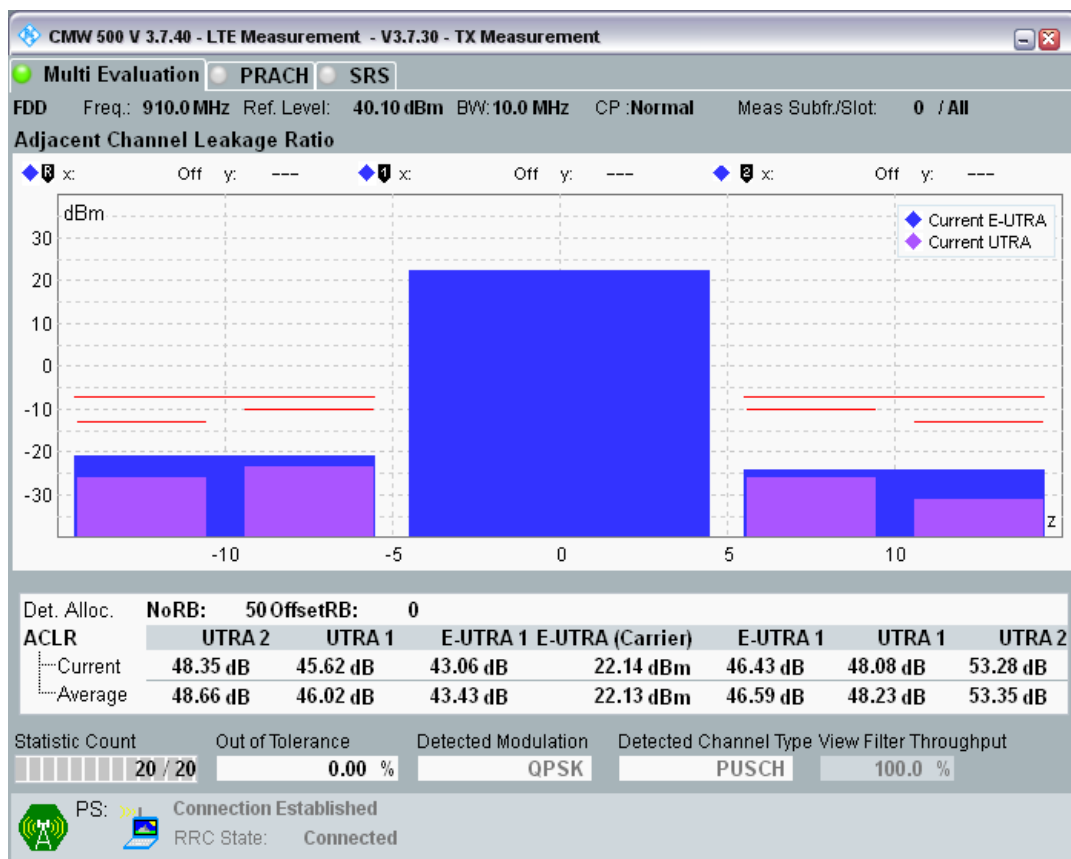 CMW 500 V 3.7.40 - LTE Measurement - V3.7.30 - TX Measurement
Multi Evaluation PRACH SRS
FDD Freq.: 910.0 MHz Ref. Level: 40.10 dBm BW: 10.0 MHz CP :Normal Meas Subfr./Slot: 0 / All
Adjacent Channel Leakage Ratio
R x: Off y: --- 1 x: Off y: --- 2 x: Off y: ---
dBm
Current E-UTRA
Current UTRA
30
20
10
0
-10
-20
-30
z
-10 -5 0 5 10
Det. Alloc. NoRB: 50 OffsetRB: 0
ACLR UTRA 2 UTRA 1 E-UTRA 1 E-UTRA (Carrier) E-UTRA 1 UTRA 1 UTRA 2
Current 48.35 dB 45.62 dB 43.06 dB 22.14 dBm 46.43 dB 48.08 dB 53.28 dB
Average 48.66 dB 46.02 dB 43.43 dB 22.13 dBm 46.59 dB 48.23 dB 53.35 dB
Statistic Count Out of Tolerance Detected Modulation Detected Channel Type View Filter Throughput
20 / 20 0.00 % QPSK PUSCH 100.0 %
PS: Connection Established
RRC State: Connected